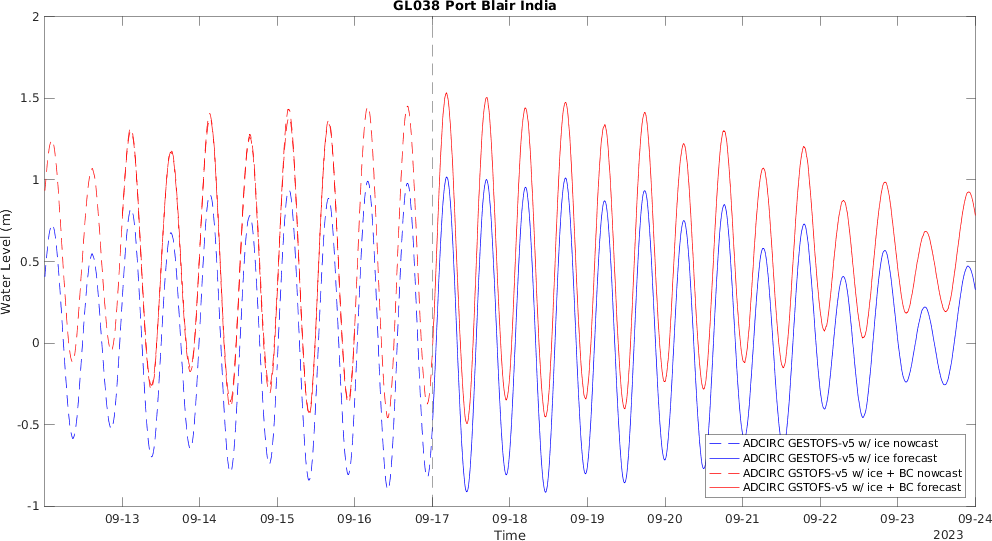 GL038 Port Blair India
2
1.5
1
0.5
0
-0.5
-1
Water Level (m)
09-13 09-14 09-15 09-16 09-17 09-18 09-19 09-20 09-21 09-22 09-23 09-24
Time
2023
ADCIRC GESTOFS-v5 w/ ice nowcast
ADCIRC GESTOFS-v5 w/ ice forecast
ADCIRC GSTOFS-v5 w/ ice + BC nowcast
ADCIRC GSTOFS-v5 w/ ice + BC forecast